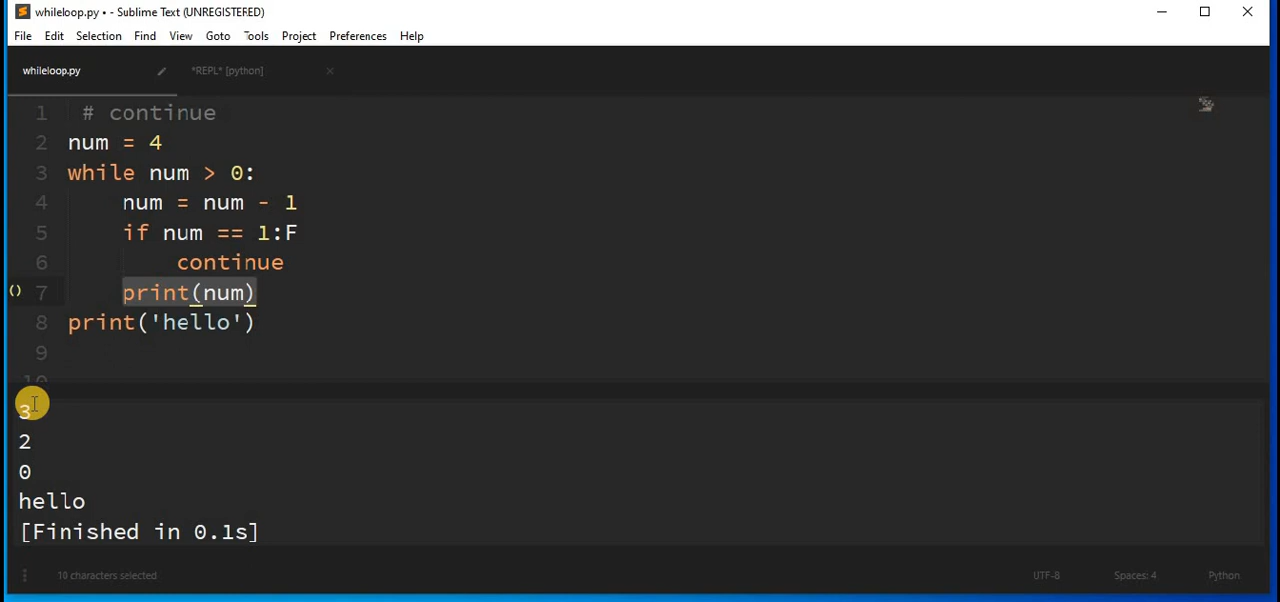 whileloop.py • - Sublime Text (UNREGISTERED)
File Edit Selection Find View Goto Tools Project Preferences Help
whileloop.py *REPL* [python]
1 # continue
2 num = 4
3 while num > 0:
4 num = num - 1
5 if num == 1:F
6 continue
() 7 print(num)
8 print('hello')
9
10
3
2
0
hello
[Finished in 0.1s]
10 characters selected UTF-8 Spaces: 4 Python